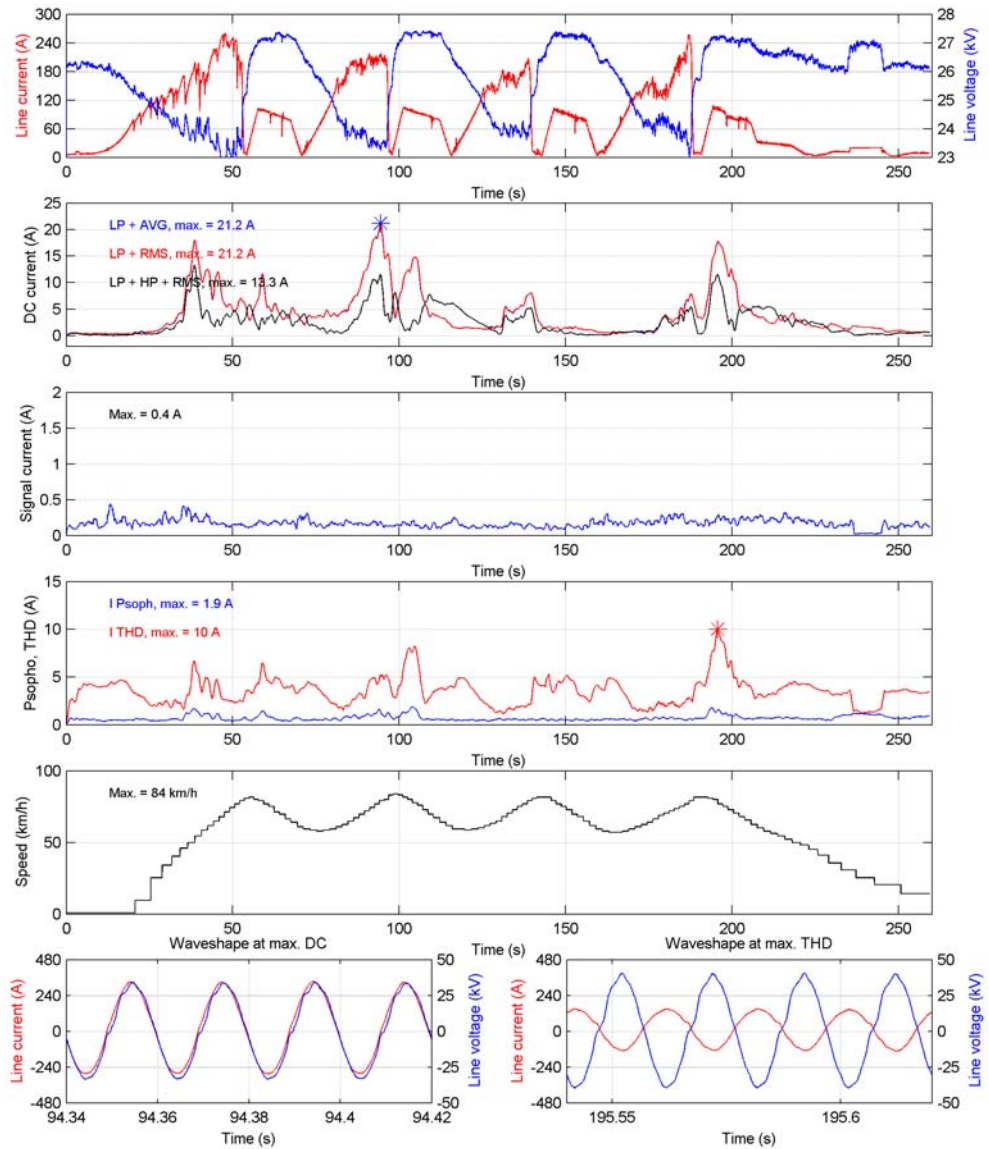 300
240
180
120
60
0
Line current (A)
28
27
26
25
24
23
Line voltage (kV)
0 50 100 150 200 250
Time (s)
25
20
15
10
5
0
DC current (A)
LP + AVG, max. = 21.2 A
LP + RMS, max. = 21.2 A
LP + HP + RMS, max. = 13.3 A
0 50 100 150 200 250
Time (s)
2
1.5
1
0.5
0
Signal current (A)
Max. = 0.4 A
0 50 100 150 200 250
Time (s)
15
10
5
0
Psopho, THD (A)
I Psoph, max. = 1.9 A
I THD, max. = 10 A
0 50 100 150 200 250
Time (s)
100
50
0
Speed (km/h)
Max. = 84 km/h
0 50 100 150 200 250
Time (s)
Waveshape at max. DC
480
240
0
-240
-480
Line current (A)
50
25
0
-25
-50
Line voltage (kV)
94.34 94.36 94.38 94.4 94.42
Time (s)
Waveshape at max. THD
480
240
0
-240
-480
Line current (A)
50
25
0
-25
-50
Line voltage (kV)
195.55 195.6
Time (s)